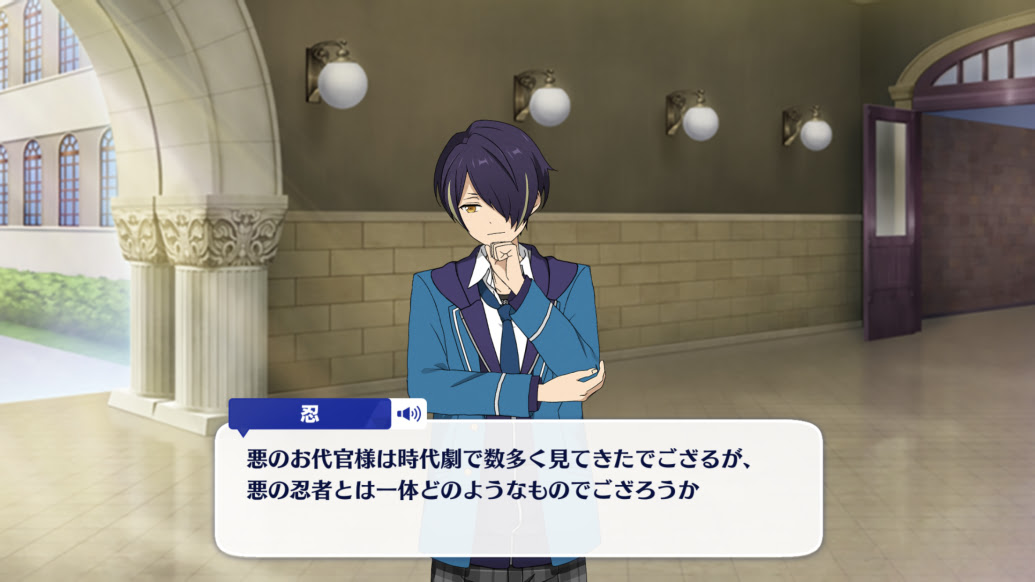 忍
悪のお代官様は時代劇で数多く見てきたでござるが、
悪の忍者とは一体どのようなものでござろうか